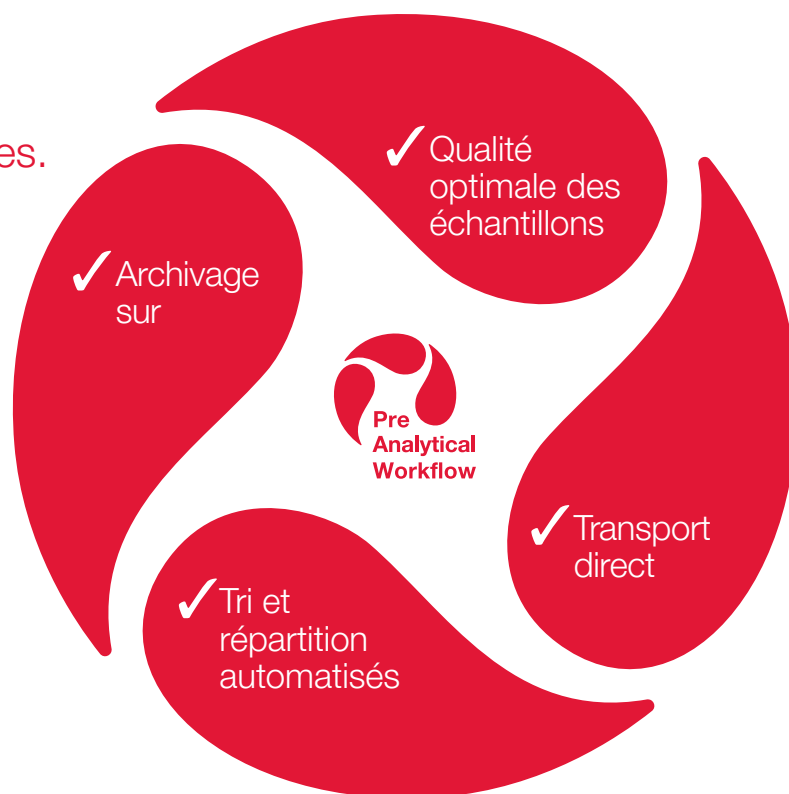 es.
✓ Qualité
optimale des
échantillons
✓ Archivage
sur
Pre
Analytical
Workflow
✓ Transport
direct
✓ Tri et
répartition
automatisés